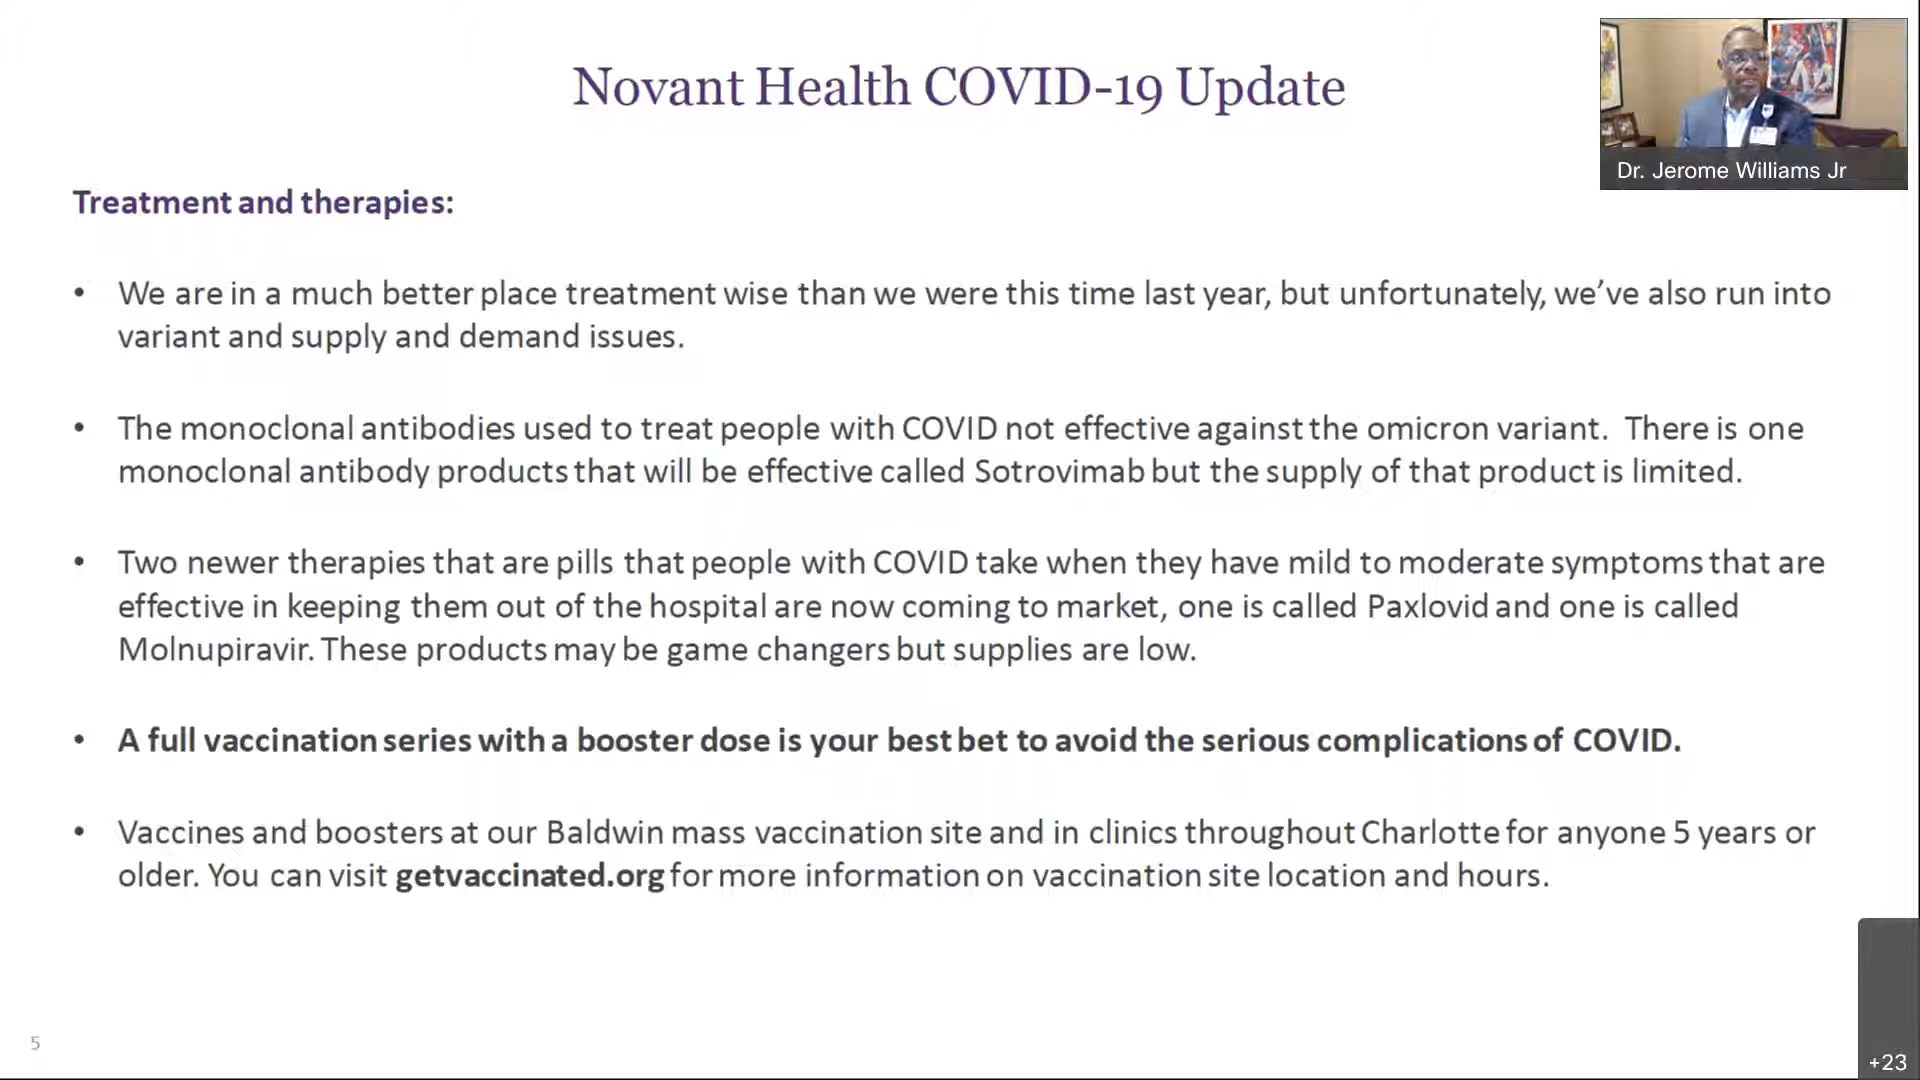 Novant Health COVID-19 Update
Dr. Jerome Williams Jr
Treatment and therapies:
• We are in a much better place treatment wise than we were this time last year, but unfortunately, we’ve also run into
variant and supply and demand issues.
• The monoclonal antibodies used to treat people with COVID not effective against the omicron variant. There is one
monoclonal antibody products that will be effective called Sotrovimab but the supply of that product is limited.
• Two newer therapies that are pills that people with COVID take when they have mild to moderate symptoms that are
effective in keeping them out of the hospital are now coming to market, one is called Paxlovid and one is called
Molnupiravir. These products may be game changers but supplies are low.
• A full vaccination series with a booster dose is your best bet to avoid the serious complications of COVID.
• Vaccines and boosters at our Baldwin mass vaccination site and in clinics throughout Charlotte for anyone 5 years or
older. You can visit getvaccinated.org for more information on vaccination site location and hours.
5
+23